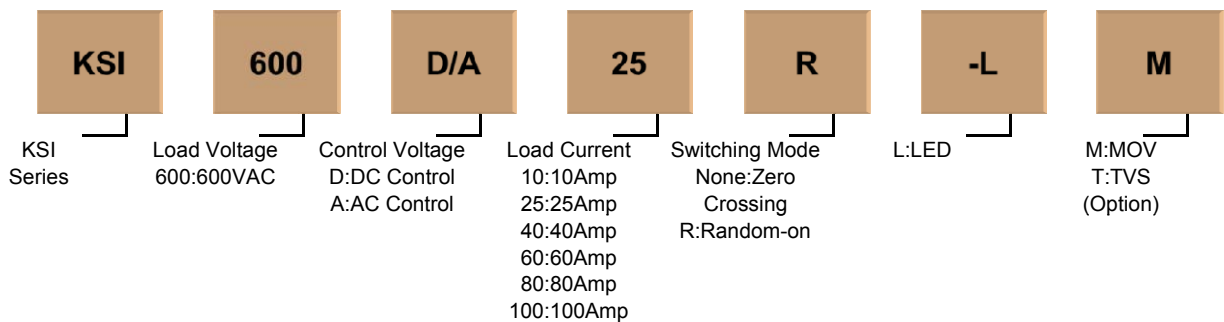 KSI 600 D/A 25 R -L M
KSI Load Voltage Control Voltage Load Current Switching Mode L:LED M:MOV
Series 600:600VAC D:DC Control 10:10Amp None:Zero T:TVS
A:AC Control 25:25Amp Crossing (Option)
40:40Amp R:Random-on
60:60Amp
80:80Amp
100:100Amp